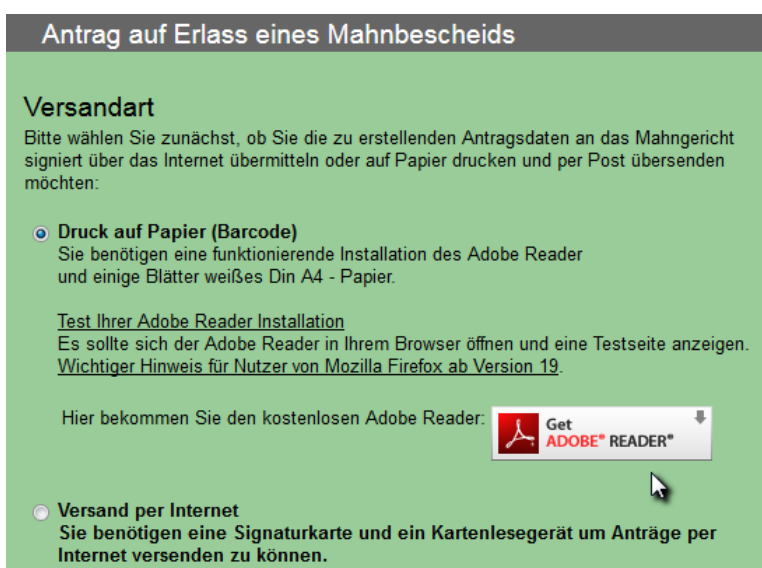 Antrag auf Erlass eines Mahnbescheids
Versandart
Bitte wählen Sie zunächst, ob Sie die zu erstellenden Antragsdaten an das Mahngericht
signiert über das Internet übermitteln oder auf Papier drucken und per Post übersenden
möchten:
Druck auf Papier (Barcode)
Sie benötigen eine funktionierende Installation des Adobe Reader
und einige Blätter weißes Din A4 - Papier.
Test Ihrer Adobe Reader Installation
Es sollte sich der Adobe Reader in Ihrem Browser öffnen und eine Testseite anzeigen.
Wichtiger Hinweis für Nutzer von Mozilla Firefox ab Version 19.
Hier bekommen Sie den kostenlosen Adobe Reader:
Get
ADOBE® READER®
Versand per Internet
Sie benötigen eine Signaturkarte und ein Kartenlesegerät um Anträge per
Internet versenden zu können.